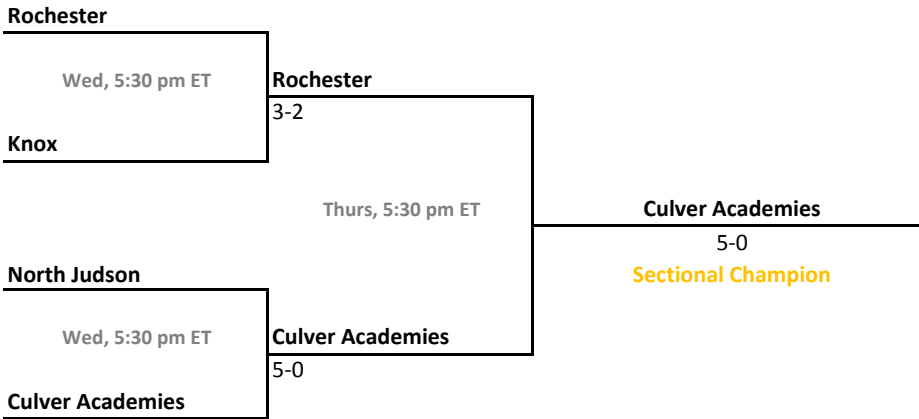 Rochester
Wed, 5:30 pm ET
Rochester
3-2
Knox
Thurs, 5:30 pm ET
Culver Academies
5-0
Sectional Champion
North Judson
Wed, 5:30 pm ET
Culver Academies
5-0
Culver Academies